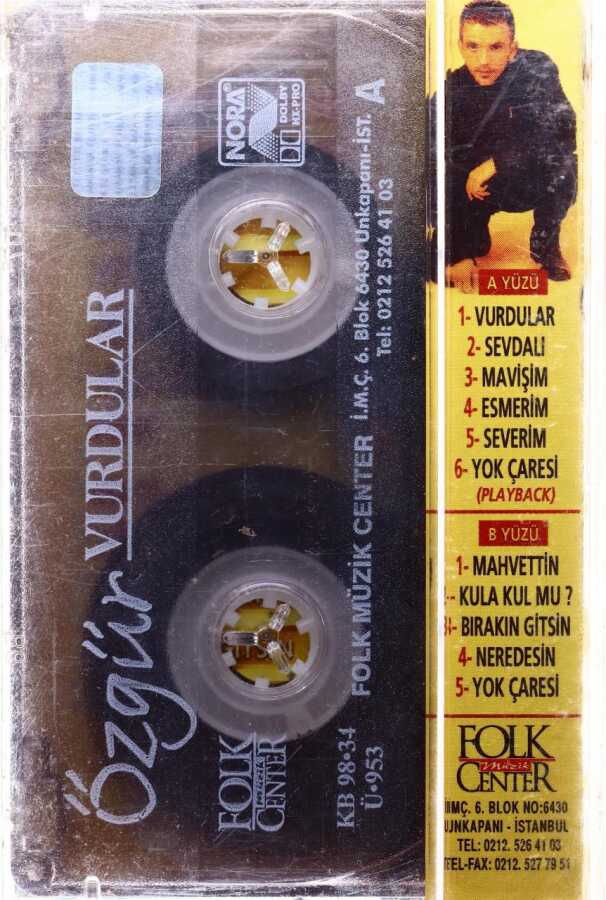 Özgür VURDULAR
NORA®
DOLBY
HX-PRO
A
FOLK MÜZİK CENTER İ.M.Ç. 6. Blok 6430 Unkapanı-İST.
Tel: 0212 526 41 03
KB 98•34
Ü•953
FOLK
müzik
CENTER
A YÜZÜ
1- VURDULAR
2- SEVDALI
3- MAVİŞİM
4- ESMERİM
5- SEVERİM
6- YOK ÇARESİ
(PLAYBACK)
B YÜZÜ
1- MAHVETTİN
- KULA KUL MU ?
3- BIRAKIN GİTSİN
4- NEREDESİN
5- YOK ÇARESİ
FOLK
müzik
CENTER
İMÇ. 6. BLOK NO:6430
UNKAPANI - İSTANBUL
TEL: 0212. 526 41 03
TEL-FAX: 0212. 527 79 51